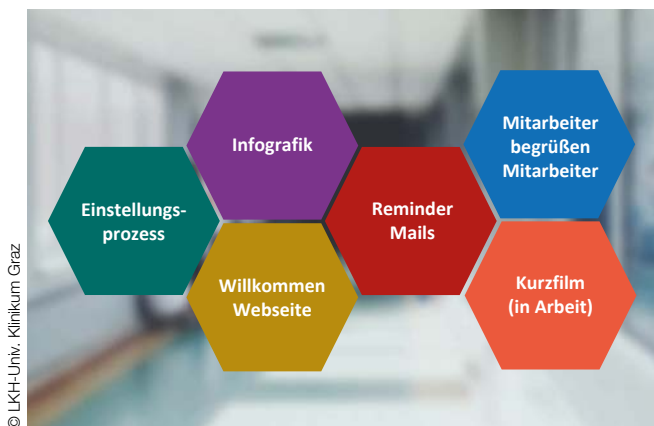 Einstellungs-
prozess
Infografik
Willkommen
Webseite
Reminder
Mails
Mitarbeiter
begrüßen
Mitarbeiter
Kurzfilm
(in Arbeit)
© LKH-Univ. Klinikum Graz